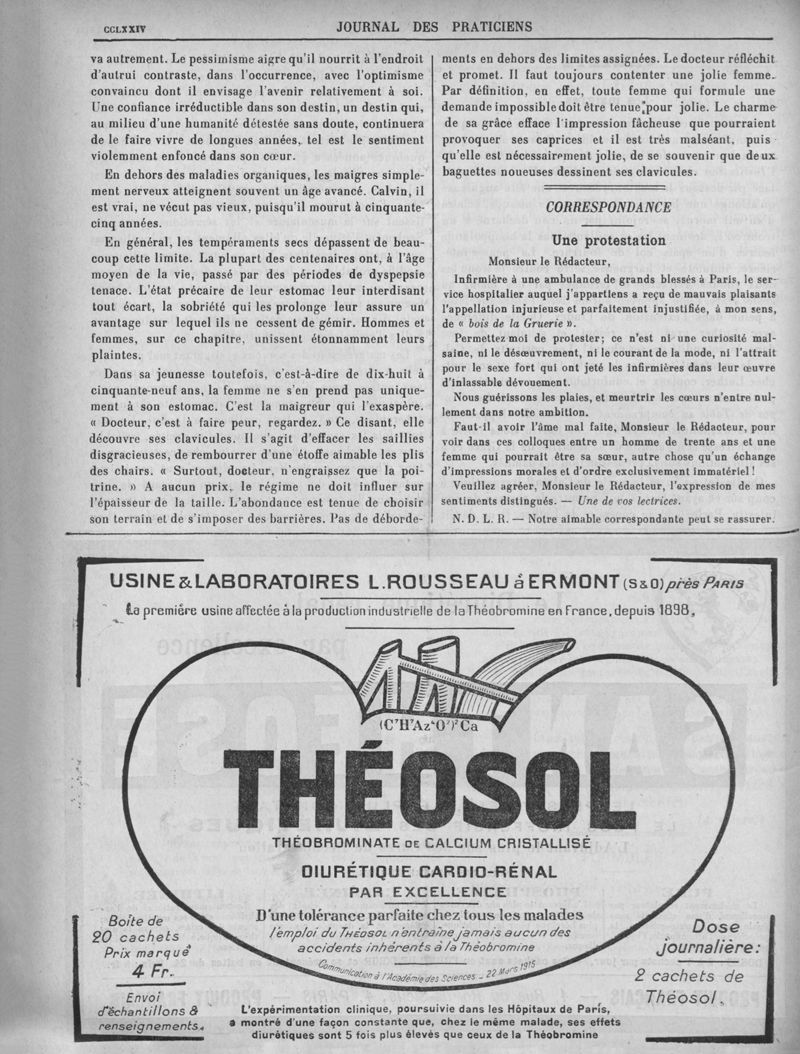 CCLXXIV
JOURNAL DES PRATICIENS
va autrement. Le pessimisme aigre qu'il nourrit à l'endroit
d'autrui contraste, dans l'occurrence, avec l'optimisme
convaincu dont il envisage l'avenir relativement à soi.
Une confiance irréductible dans son destin, un destin qui,
au milieu d'une humanité détestée sans doute, continuera
de le faire vivre de longues années, tel est le sentiment
violemment enfoncé dans son cœur.
En dehors des maladies organiques, les maigres simple-
ment nerveux atteignent souvent un âge avancé. Calvin, il
est vrai, ne vécut pas vieux, puisqu'il mourut à cinquante-
cinq années.
En général, les tempéraments secs dépassent de beau-
coup cette limite. La plupart des centenaires ont, à l'âge
moyen de la vie, passé par des périodes de dyspepsie
tenace. L'état précaire de leur estomac leur interdisant
tout écart, la sobriété qui les prolonge leur assure un
avantage sur lequel ils ne cessent de gémir. Hommes et
femmes, sur ce chapitre, unissent étonnamment leurs
plaintes.
Dans sa jeunesse toutefois, c'est-à-dire de dix-huit à
cinquante-neuf ans, la femme ne s'en prend pas unique-
ment à son estomac. C'est la maigreur qui l'exaspère.
« Docteur, c'est à faire peur, regardez. » Ce disant, elle
découvre ses clavicules. Il s'agit d'effacer les saillies
disgracieuses, de rembourrer d'une étoffe aimable les plis
des chairs. « Surtout, docteur, n'engraissez que la poi-
trine. » A aucun prix, le régime ne doit influer sur
l'épaisseur de la taille. L'abondance est tenue de choisir
son terrain et de s'imposer des barrières. Pas de déborde-
ments en dehors des limites assignées. Le docteur réfléchit
et promet. Il faut toujours contenter une jolie femme.
Par définition, en effet, toute femme qui formule une
demande impossible doit être tenue pour jolie. Le charme
de sa grâce efface l'impression fâcheuse que pourraient
provoquer ses caprices et il est très malséant, puis
qu'elle est nécessairement jolie, de se souvenir que deux
baguettes noueuses dessinent ses clavicules.
CORRESPONDANCE
Une protestation
Monsieur le Rédacteur,
Infirmière à une ambulance de grands blessés à Paris, le ser-
vice hospitalier auquel j'appartiens a reçu de mauvais plaisants
l'appellation injurieuse et parfaitement injustifiée, à mon sens,
de « bois de la Gruerie ».
Permettez moi de protester; ce n'est ni une curiosité mal-
saine, ni le désœuvrement, ni le courant de la mode, ni l'attrait
pour le sexe fort qui ont jeté les infirmières dans leur œuvre
d'inlassable dévouement.
Nous guérissons les plaies, et meurtrir les cœurs n'entre nul-
lement dans notre ambition.
Faut-il avoir l'âme mal faite, Monsieur le Rédacteur, pour
voir dans ces colloques entre un homme de trente ans et une
femme qui pourrait être sa sœur, autre chose qu'un échange
d'impressions morales et d'ordre exclusivement immatériel !
Veuillez agréer, Monsieur le Rédacteur, l'expression de mes
sentiments distingués. — Une de vos lectrices.
N. D. L. R. — Notre aimable correspondante peut se rassurer.
USINE & LABORATOIRES L. ROUSSEAU à ERMONT (S & O) près PARIS
La première usine affectée à la production industrielle de la Théobromine en France, depuis 1898.
(C⁷H⁷Az⁴O²)²Ca
THÉOSOL
THÉOBROMINATE DE CALCIUM CRISTALLISÉ
DIURÉTIQUE CARDIO-RÉNAL
PAR EXCELLENCE
D'une tolérance parfaite chez tous les malades
l'emploi du THÉOSOL n'entraîne jamais aucun des
accidents inhérents à la Théobromine
Communication à l'Académie des Sciences - 22 Mars 1915
Boite de
20 cachets
Prix marqué
4 Fr.
Envoi
d'échantillons &
renseignements.
Dose
journalière:
2 cachets de
Théosol.
L'expérimentation clinique, poursuivie dans les Hôpitaux de Paris,
a montré d'une façon constante que, chez le même malade, ses effets
diurétiques sont 5 fois plus élevés que ceux de la Théobromine